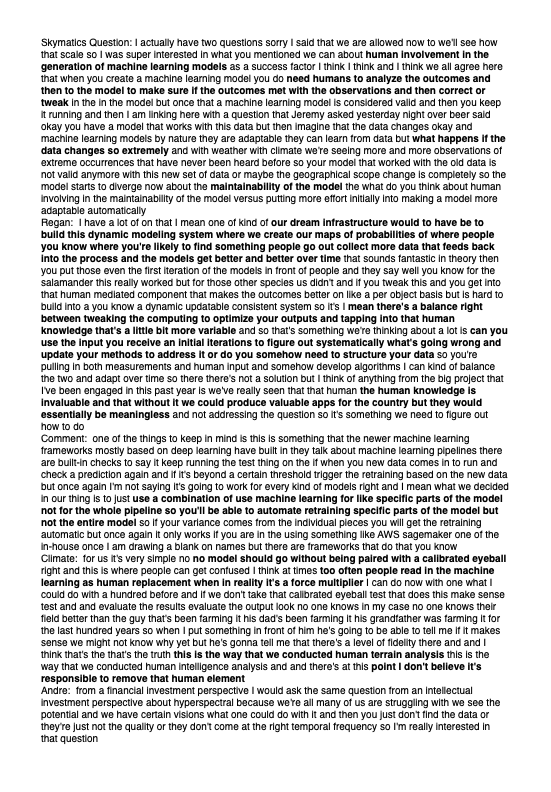 Skymatics Question: I actually have two questions sorry I said that we are allowed now to we'll see how
that scale so I was super interested in what you mentioned we can about human involvement in the
generation of machine learning models as a success factor I think I think and I think we all agree here
that when you create a machine learning model you do need humans to analyze the outcomes and
then to the model to make sure if the outcomes met with the observations and then correct or
tweak in the in the model but once that a machine learning model is considered valid and then you keep
it running and then I am linking here with a question that Jeremy asked yesterday night over beer said
okay you have a model that works with this data but then imagine that the data changes okay and
machine learning models by nature they are adaptable they can learn from data but what happens if the
data changes so extremely and with weather with climate we're seeing more and more observations of
extreme occurrences that have never been heard before so your model that worked with the old data is
not valid anymore with this new set of data or maybe the geographical scope change is completely so the
model starts to diverge now about the maintainability of the model the what do you think about human
involving in the maintainability of the model versus putting more effort initially into making a model more
adaptable automatically
Regan: I have a lot of on that I mean one of kind of our dream infrastructure would to have be to
build this dynamic modeling system where we create our maps of probabilities of where people
you know where you're likely to find something people go out collect more data that feeds back
into the process and the models get better and better over time that sounds fantastic in theory then
you put those even the first iteration of the models in front of people and they say well you know for the
salamander this really worked but for those other species us didn't and if you tweak this and you get into
that human mediated component that makes the outcomes better on like a per object basis but is hard to
build into a you know a dynamic updatable consistent system so it's I mean there's a balance right
between tweaking the computing to optimize your outputs and tapping into that human
knowledge that's a little bit more variable and so that's something we're thinking about a lot is can you
use the input you receive an initial iterations to figure out systematically what's going wrong and
update your methods to address it or do you somehow need to structure your data so you're
pulling in both measurements and human input and somehow develop algorithms I can kind of balance
the two and adapt over time so there there's not a solution but I think of anything from the big project that
I've been engaged in this past year is we've really seen that that human the human knowledge is
invaluable and that without it we could produce valuable apps for the country but they would
essentially be meaningless and not addressing the question so it's something we need to figure out
how to do
Comment: one of the things to keep in mind is this is something that the newer machine learning
frameworks mostly based on deep learning have built in they talk about machine learning pipelines there
are built-in checks to say it keep running the test thing on the if when you new data comes in to run and
check a prediction again and if it's beyond a certain threshold trigger the retraining based on the new data
but once again I'm not saying it's going to work for every kind of models right and I mean what we decided
in our thing is to just use a combination of use machine learning for like specific parts of the model
not for the whole pipeline so you'll be able to automate retraining specific parts of the model but
not the entire model so if your variance comes from the individual pieces you will get the retraining
automatic but once again it only works if you are in the using something like AWS sagemaker one of the
in-house once I am drawing a blank on names but there are frameworks that do that you know
Climate: for us it's very simple no no model should go without being paired with a calibrated eyeball
right and this is where people can get confused I think at times too often people read in the machine
learning as human replacement when in reality it's a force multiplier I can do now with one what I
could do with a hundred before and if we don't take that calibrated eyeball test that does this make sense
test and and evaluate the results evaluate the output look no one knows in my case no one knows their
field better than the guy that's been farming it his dad's been farming it his grandfather was farming it for
the last hundred years so when I put something in front of him he's going to be able to tell me if it makes
sense we might not know why yet but he's gonna tell me that there's a level of fidelity there and and I
think that's the that's the truth this is the way that we conducted human terrain analysis this is the
way that we conducted human intelligence analysis and and there's at this point I don't believe it's
responsible to remove that human element
Andre: from a financial investment perspective I would ask the same question from an intellectual
investment perspective about hyperspectral because we're all many of us are struggling with we see the
potential and we have certain visions what one could do with it and then you just don't find the data or
they're just not the quality or they don't come at the right temporal frequency so I'm really interested in
that question